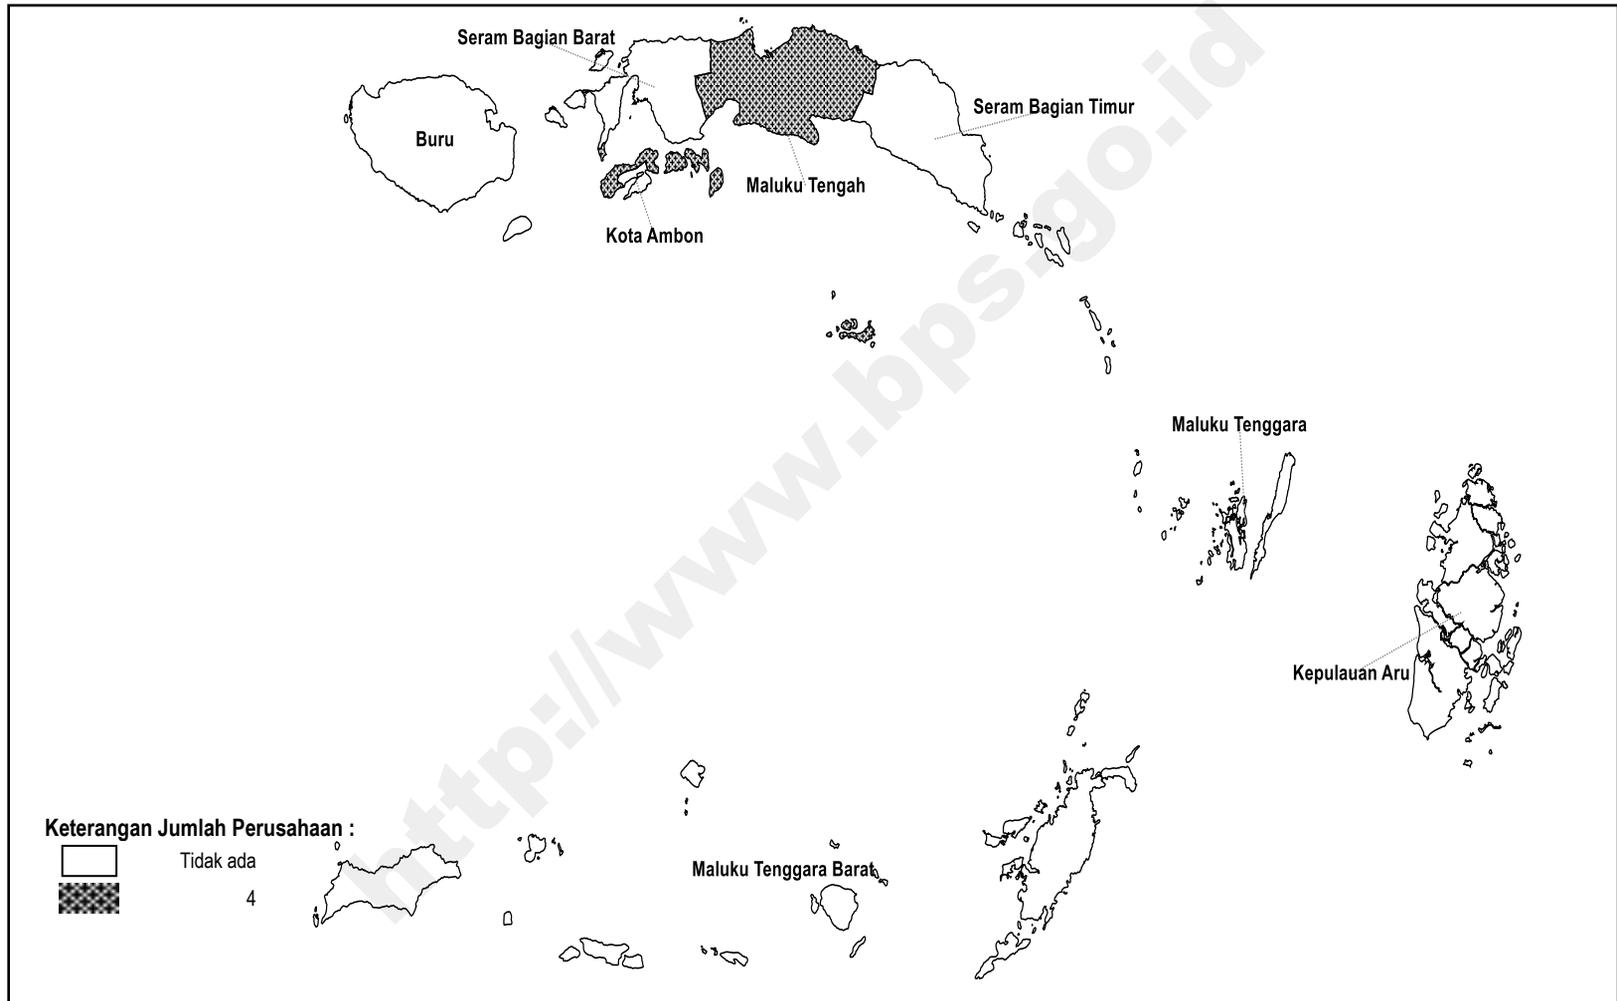 Seram Bagian Barat
Seram Bagian Timur
Buru
Maluku Tengah
Kota Ambon
Maluku Tenggara
Kepulauan Aru
Maluku Tenggara Barat
Keterangan Jumlah Perusahaan :
Tidak ada
4
http://www.bps.go.id